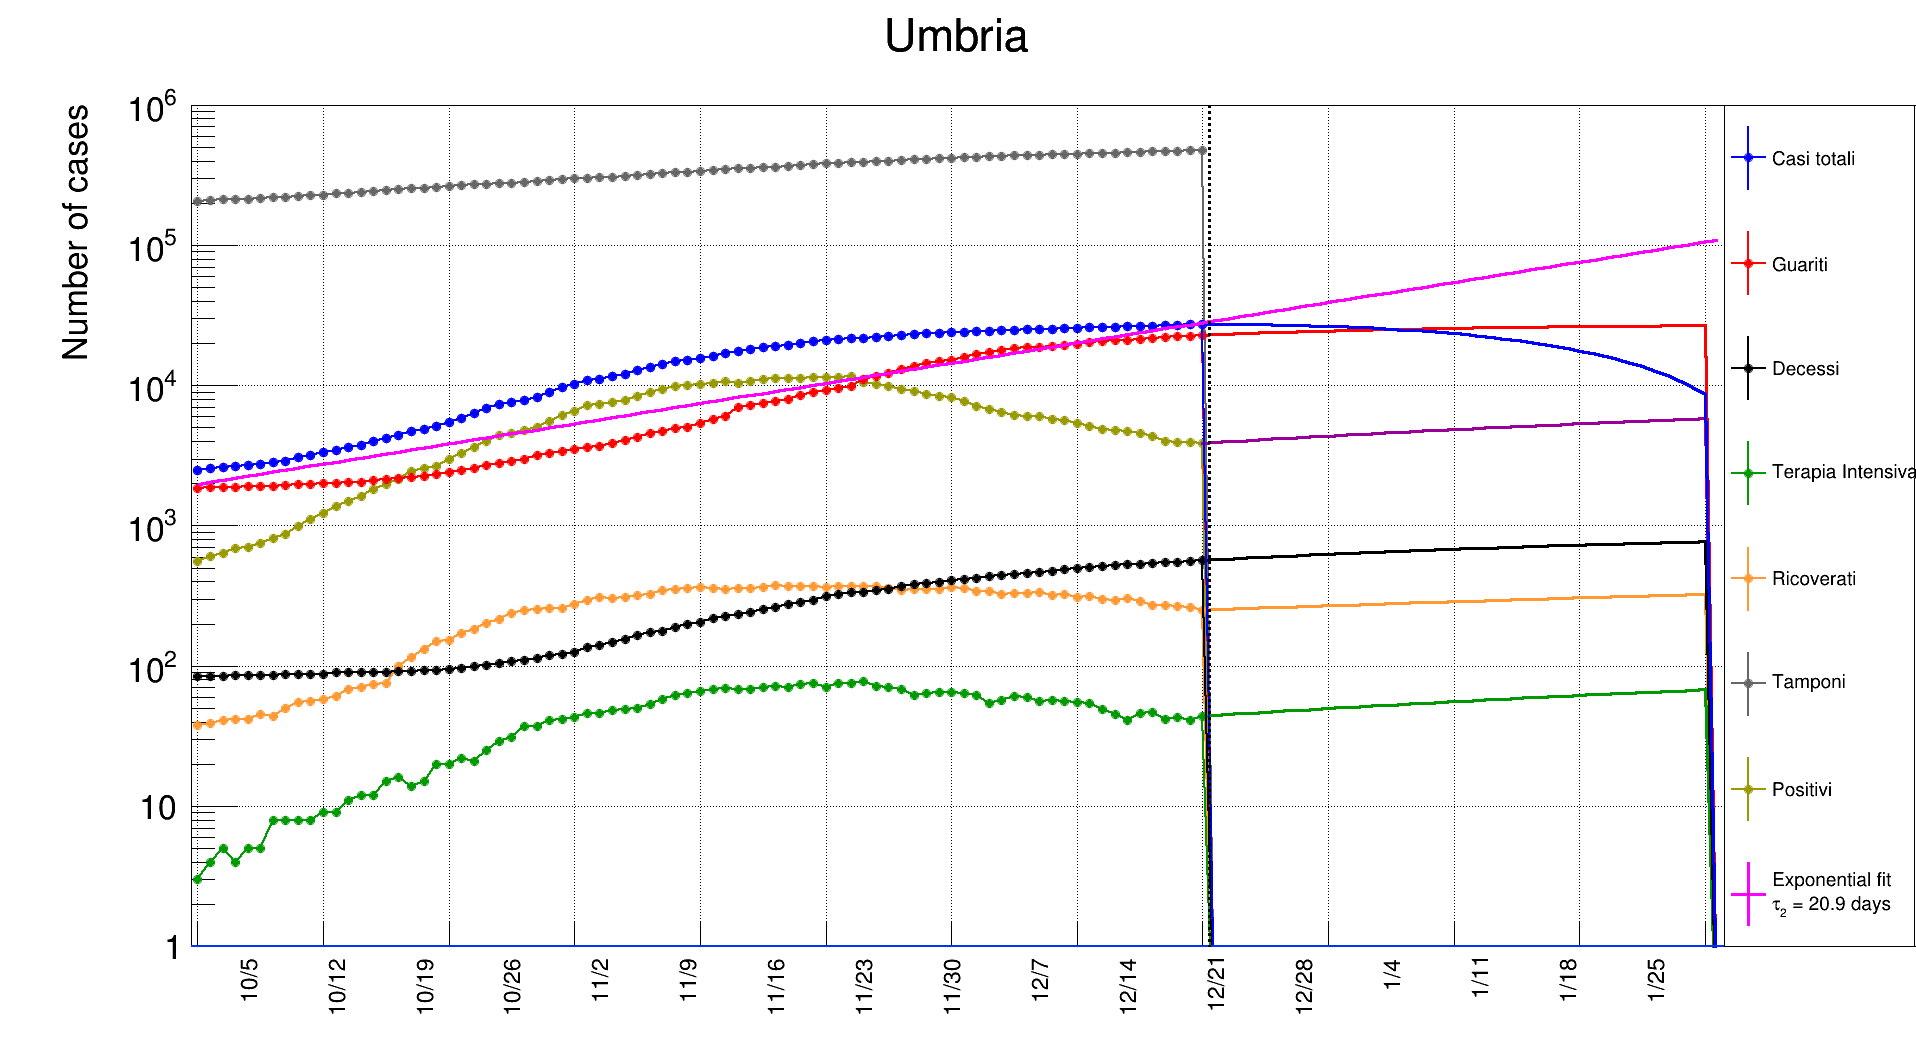 Umbria
Number of cases
10^6
10^5
10^4
10^3
10^2
10
1
10/5
10/12
10/19
10/26
11/2
11/9
11/16
11/23
11/30
12/7
12/14
12/21
12/28
1/4
1/11
1/18
1/25
Casi totali
Guariti
Decessi
Terapia Intensiva
Ricoverati
Tamponi
Positivi
Exponential fit
τ₂ = 20.9 days